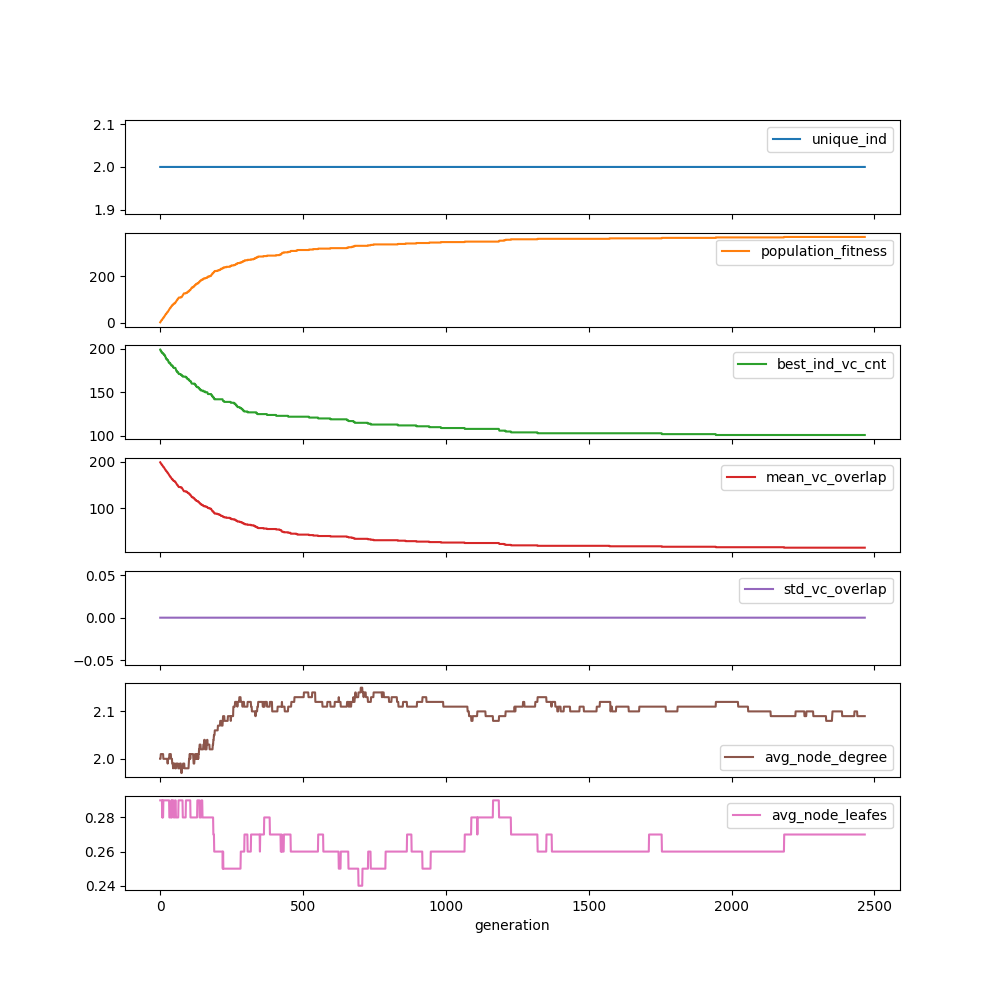 2.1
2.0
1.9
unique_ind
200
0
population_fitness
200
150
100
best_ind_vc_cnt
200
100
mean_vc_overlap
0.05
0.00
−0.05
std_vc_overlap
2.1
2.0
avg_node_degree
0.28
0.26
0.24
avg_node_leafes
0 500 1000 1500 2000 2500
generation